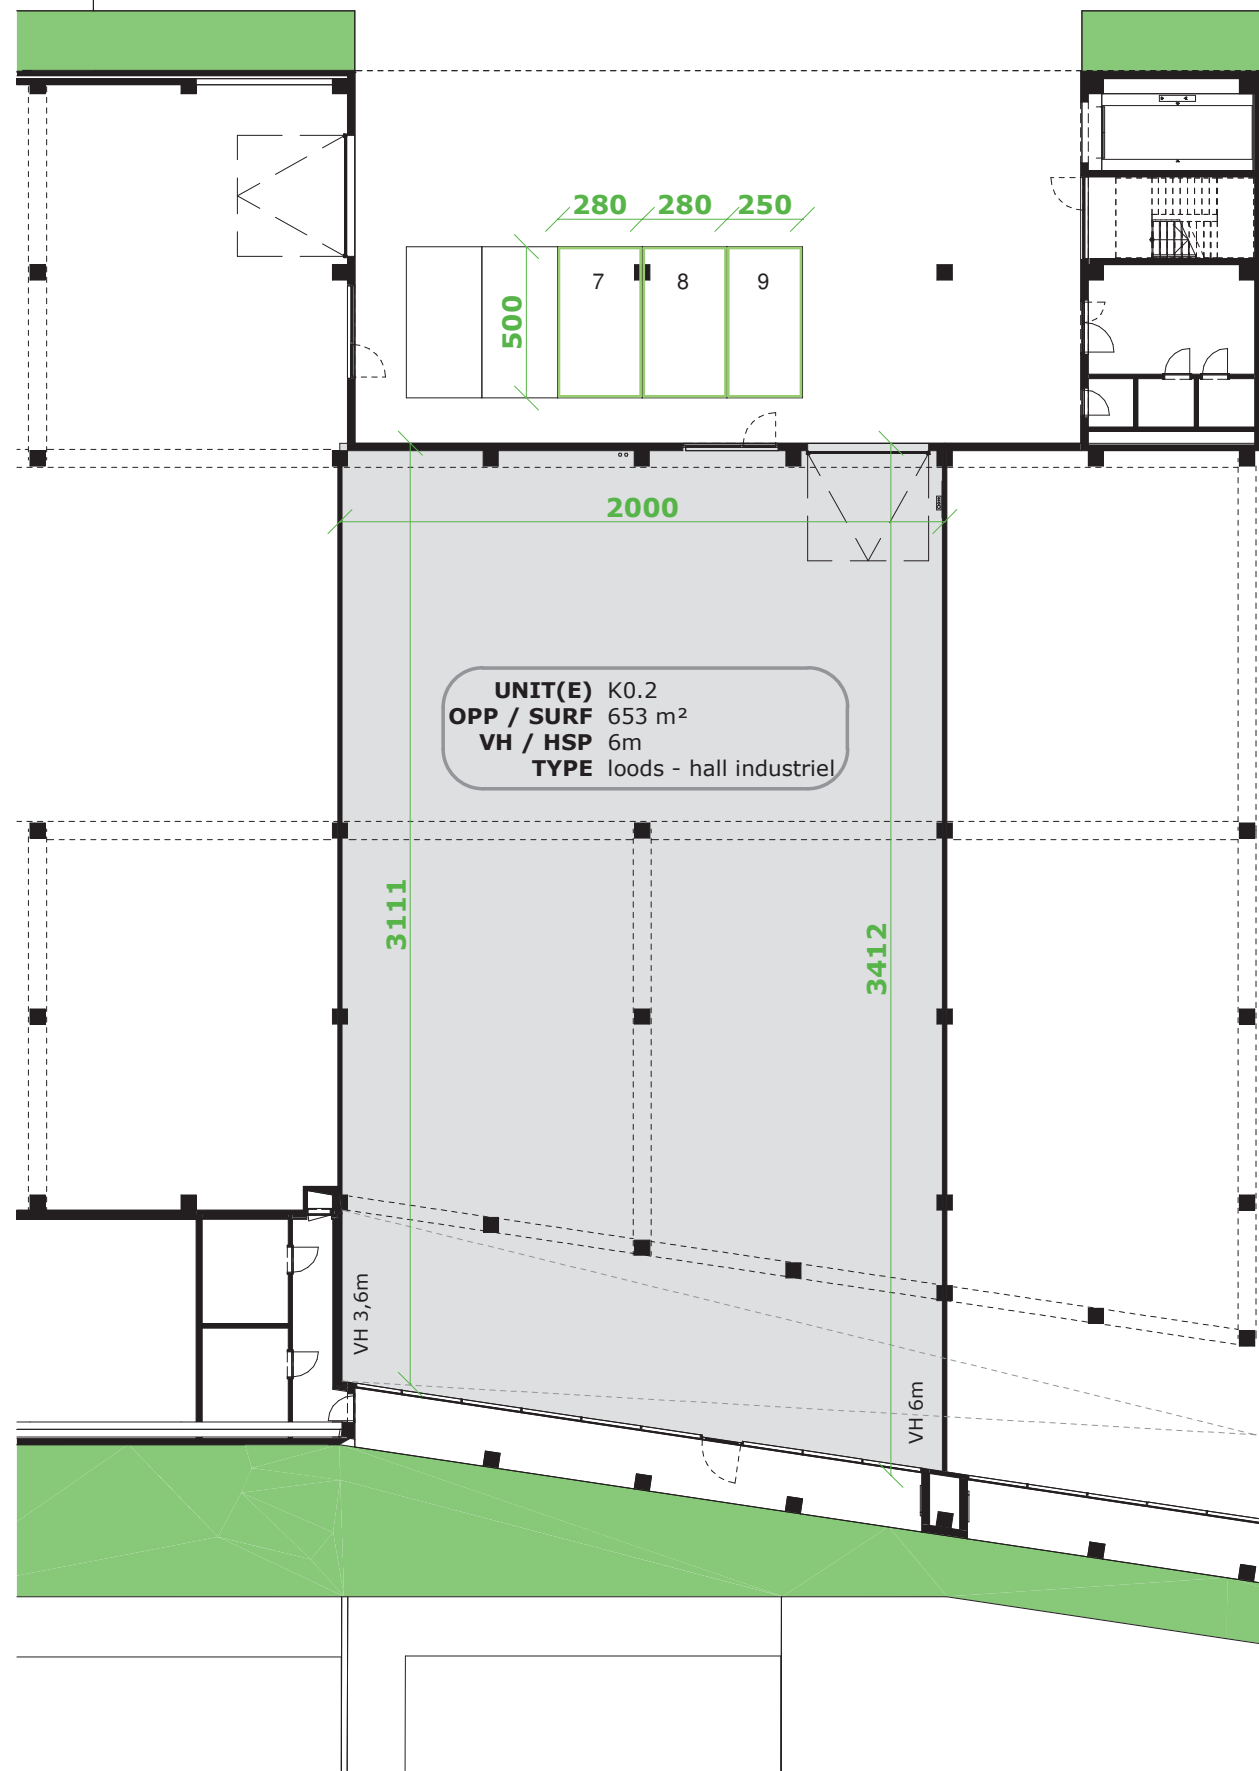 280 280 250
7 8 9
500
2000
UNIT(E) K0.2
OPP / SURF 653 m²
VH / HSP 6m
TYPE loods - hall industriel
3111
3412
VH 3,6m
VH 6m